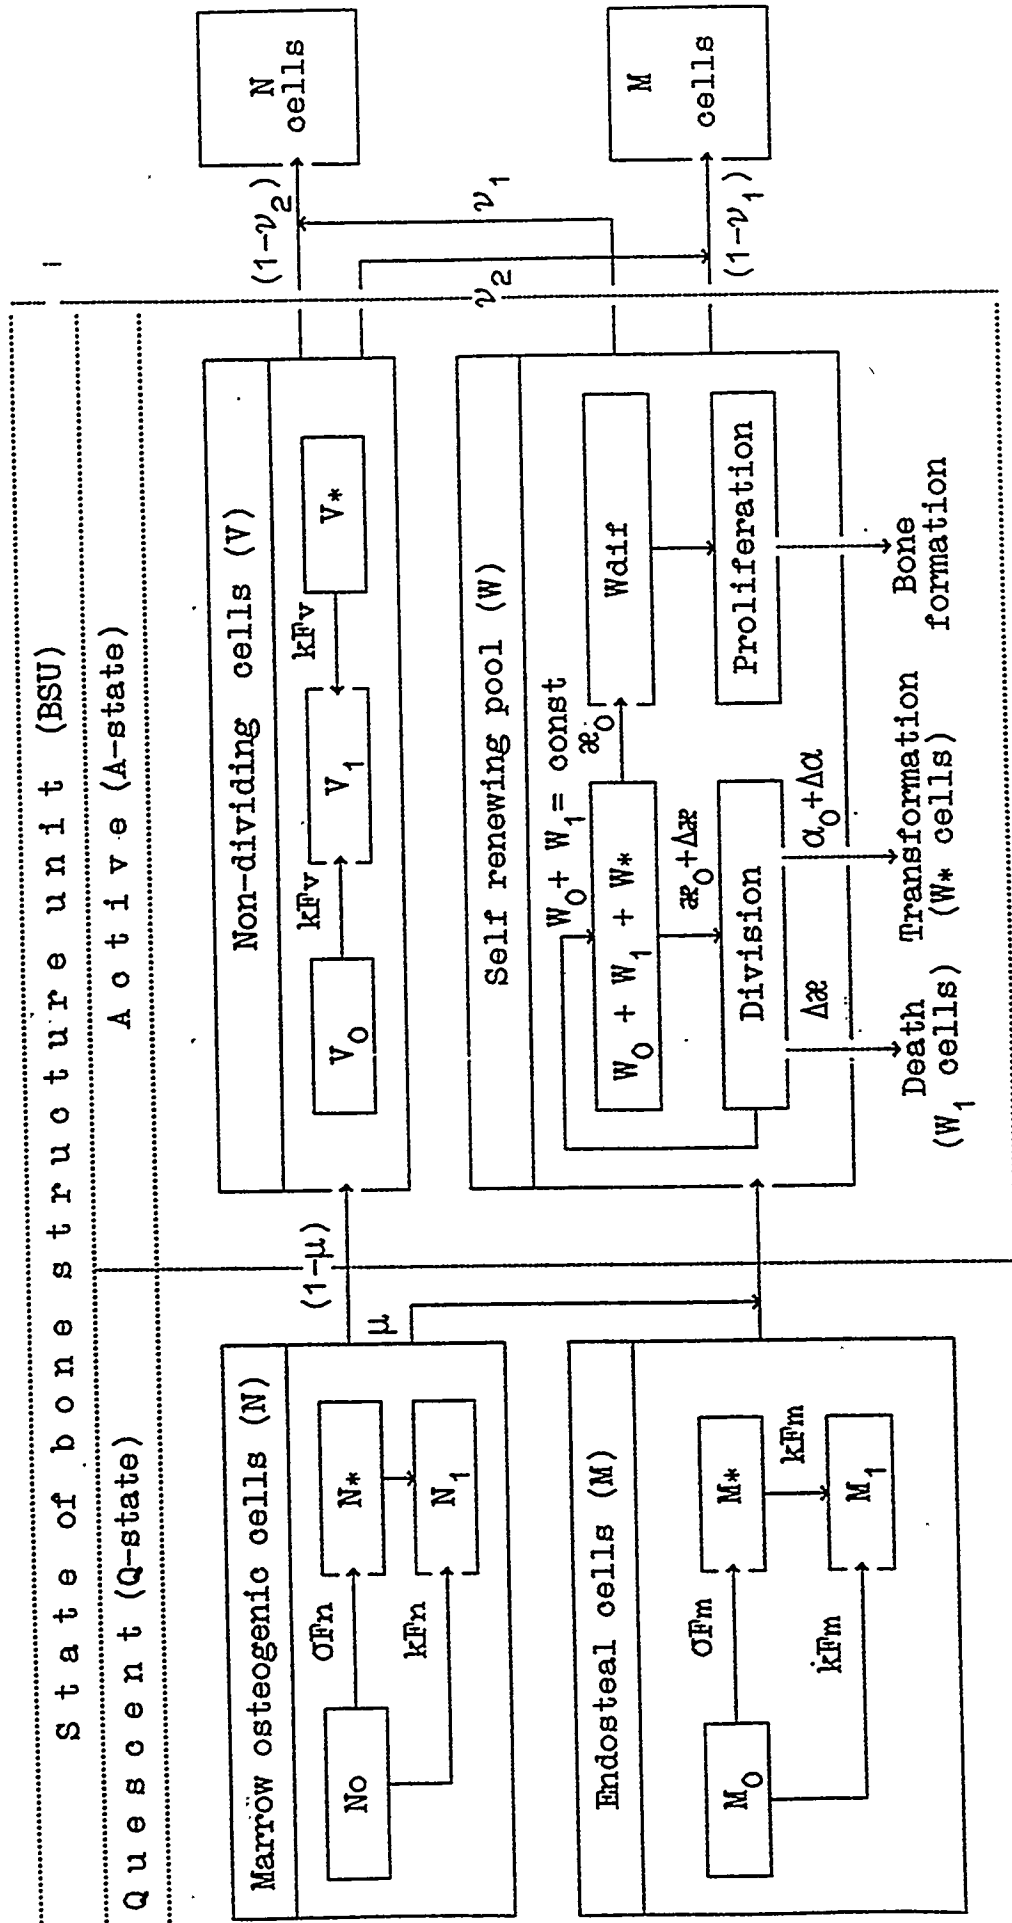 State of bone structure unit (BSU)
Quescent (Q-state)
Active (A-state)
Marrow osteogenic cells (N)
No
σFn
N*
kFn
N₁
(1-μ)
μ
Endosteal cells (M)
M₀
σFm
M*
kFm
kFm
M₁
Non-dividing cells (V)
V₀
kFv
V₁
kFv
V*
Self renewing pool (W)
W₀ + W₁ = const
W₀ + W₁ + W*
æ₀
Wdif
æ₀+Δæ
Division
Proliferation
Δæ
α₀+Δα
Death
(W₁ cells)
Transformation
(W* cells)
Bone
formation
(1-ν₂)
ν₁
ν₂
(1-ν₁)
N
cells
M
cells